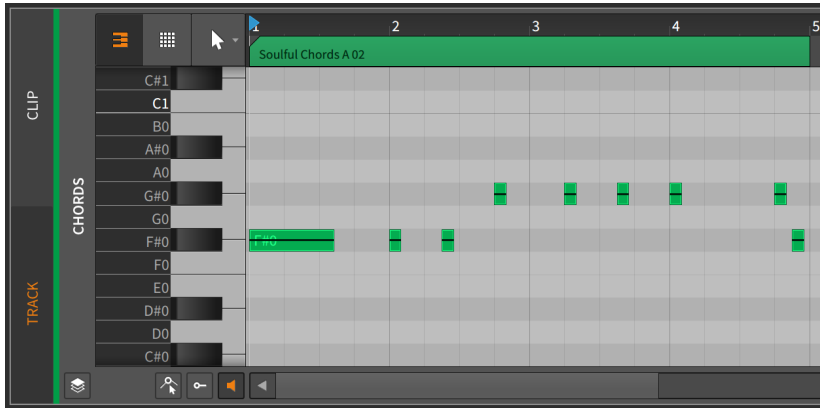 1 2 3 4 5
Soulful Chords A 02
CLIP
TRACK
CHORDS
C#1
C1
B0
A#0
A0
G#0
G0
F#0
F#0
F0
E0
D#0
D0
C#0